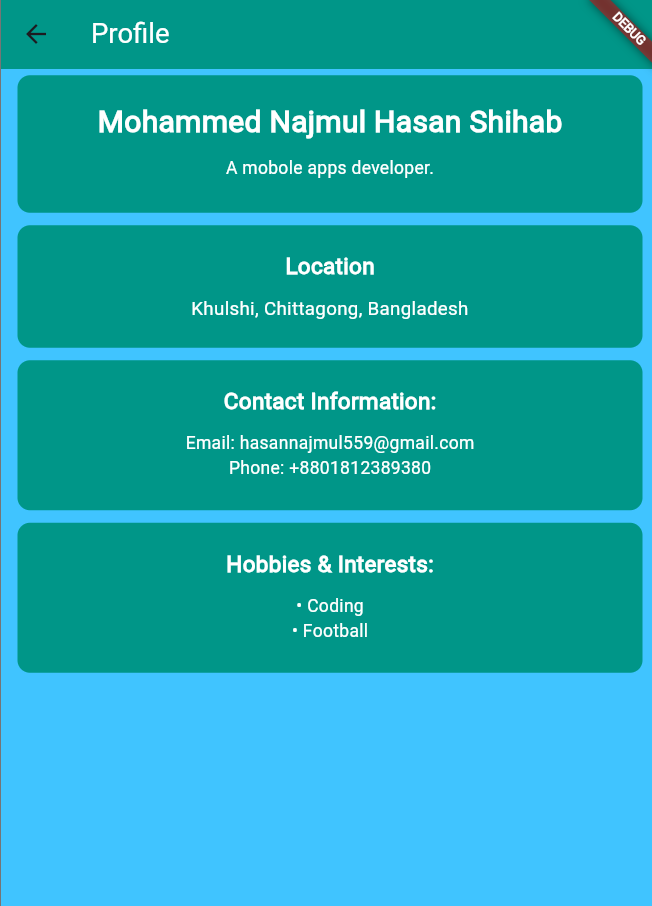 Profile
DEBUG
Mohammed Najmul Hasan Shihab
A mobole apps developer.
Location
Khulshi, Chittagong, Bangladesh
Contact Information:
Email: hasannajmul559@gmail.com
Phone: +8801812389380
Hobbies & Interests:
• Coding
• Football